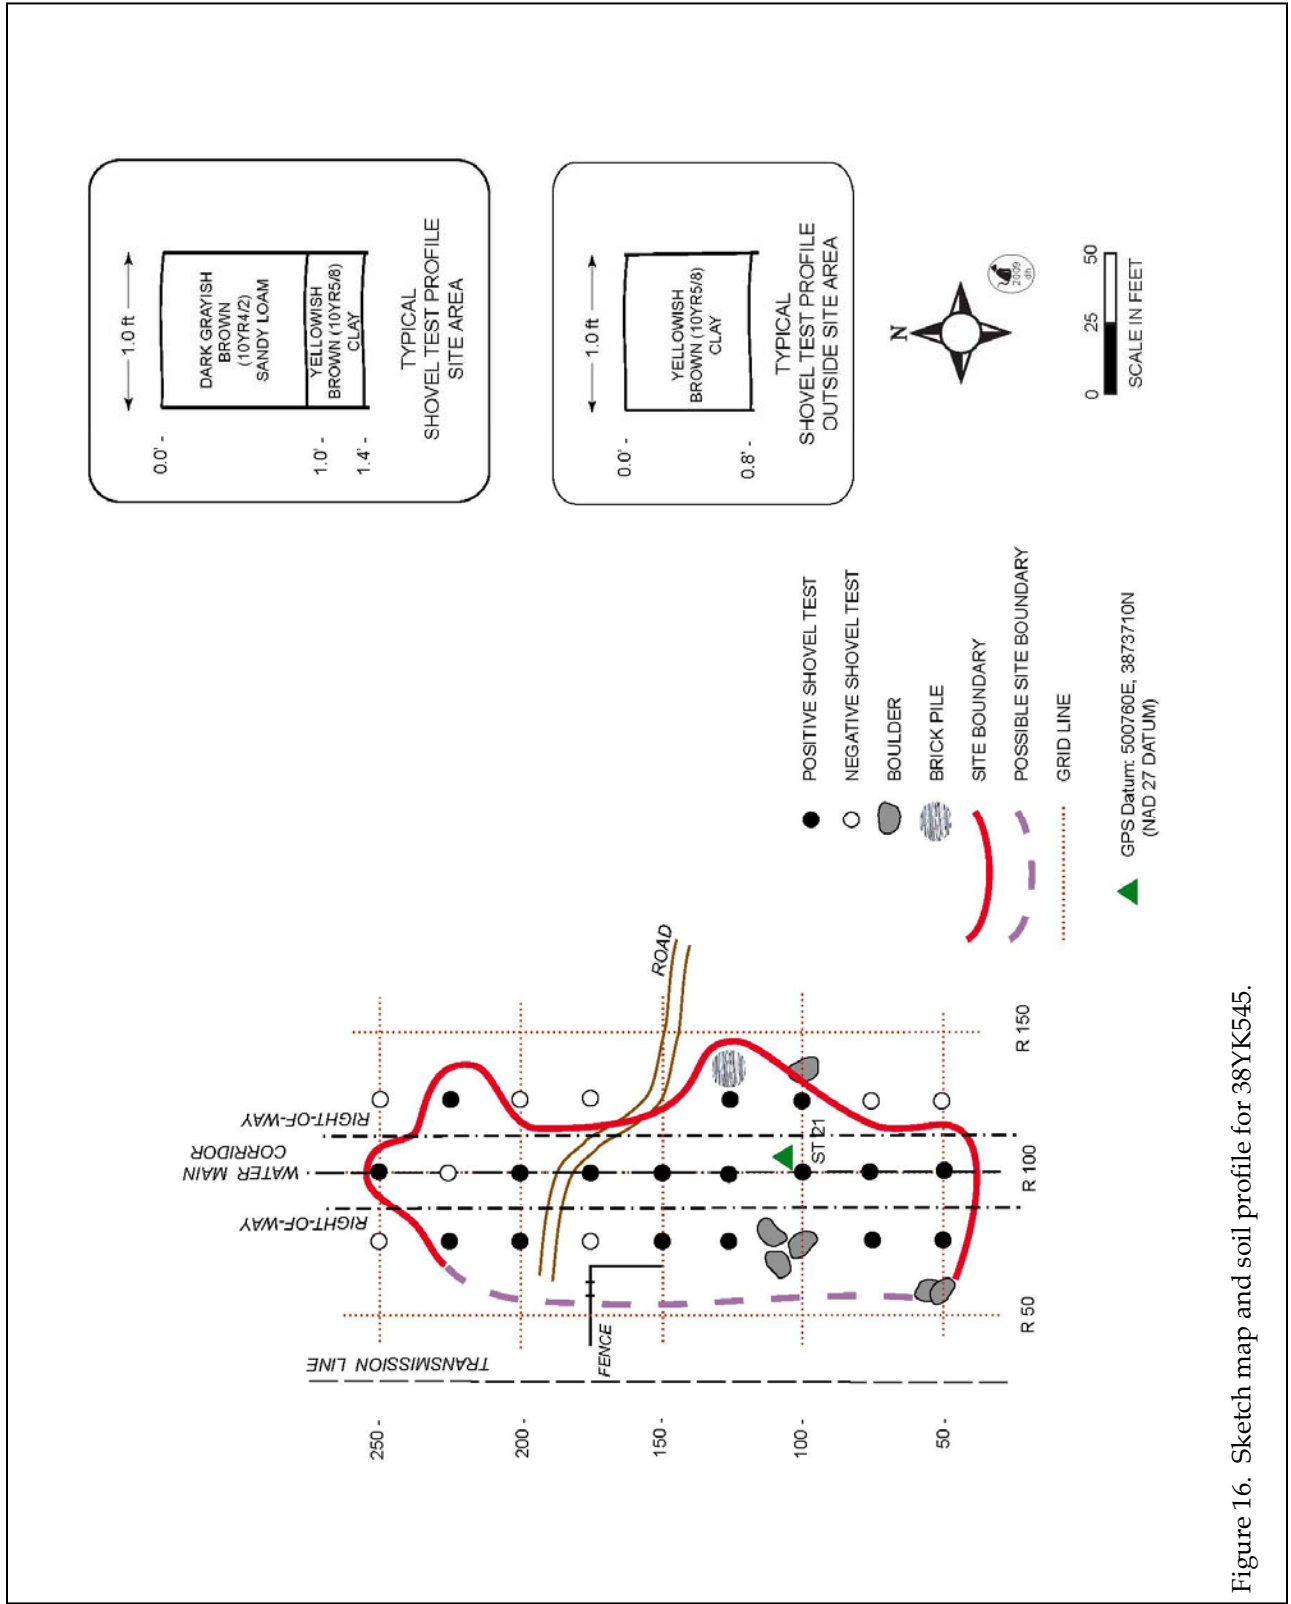 250 -
200 -
150 -
100 -
50 -
TRANSMISSION LINE
FENCE
RIGHT-OF-WAY
WATER MAIN
CORRIDOR
RIGHT-OF-WAY
ROAD
ST 21
R 50
R 100
R 150
POSITIVE SHOVEL TEST
NEGATIVE SHOVEL TEST
BOULDER
BRICK PILE
SITE BOUNDARY
POSSIBLE SITE BOUNDARY
GRID LINE
GPS Datum: 500760E, 3873710N
(NAD 27 DATUM)
1.0 ft
0.0' -
DARK GRAYISH
BROWN
(10YR4/2)
SANDY LOAM
1.0' -
YELLOWISH
BROWN (10YR5/8)
CLAY
1.4' -
TYPICAL
SHOVEL TEST PROFILE
SITE AREA
1.0 ft
0.0' -
YELLOWISH
BROWN (10YR5/8)
CLAY
0.8' -
TYPICAL
SHOVEL TEST PROFILE
OUTSIDE SITE AREA
N
2009
dh
0 25 50
SCALE IN FEET
Figure 16. Sketch map and soil profile for 38YK545.